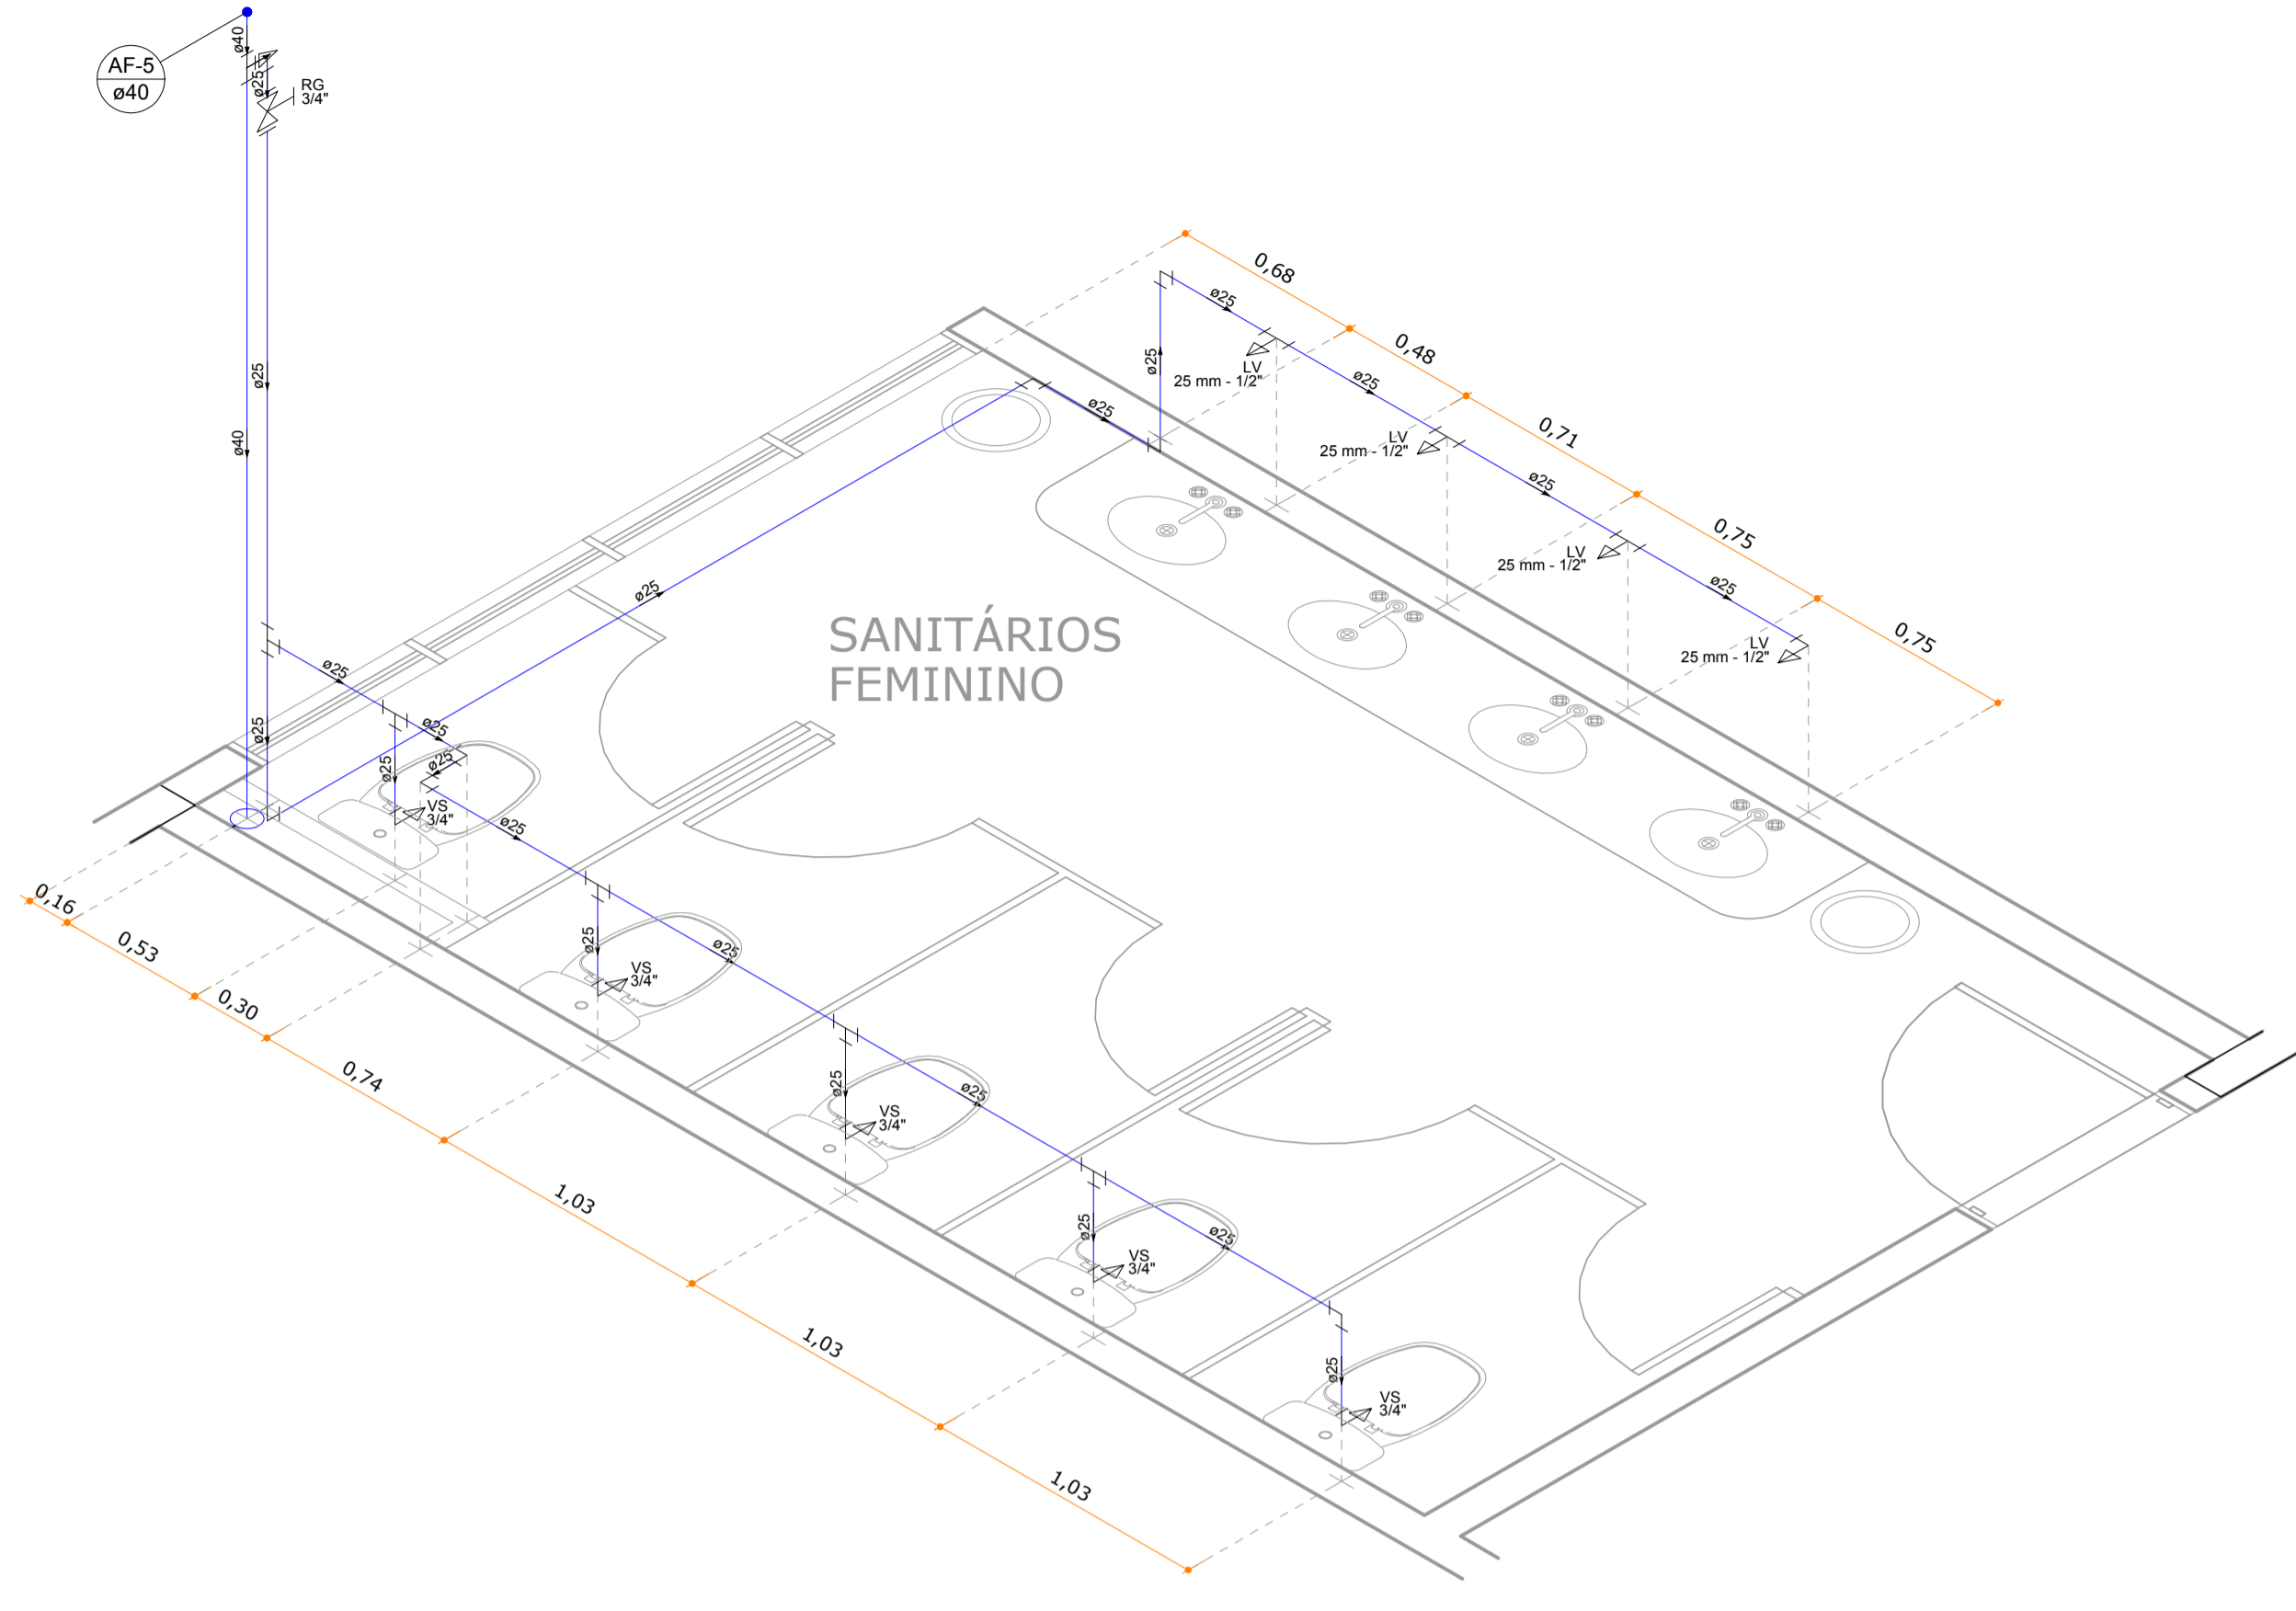 ø40
AF-5
ø40
ø25
RG
3/4"
0,68
ø25
0,48
LV
25 mm - 1/2"
ø25
ø25
ø25
ø25
0,71
LV
25 mm - 1/2"
ø40
ø25
0,75
LV
25 mm - 1/2"
ø25
ø25
SANITÁRIOS
FEMININO
0,75
LV
25 mm - 1/2"
ø25
ø25
ø25
ø25
ø25
VS
3/4"
ø25
0,16
0,53
ø25
ø25
VS
3/4"
0,30
0,74
ø25
ø25
VS
3/4"
1,03
ø25
ø25
VS
3/4"
1,03
ø25
VS
3/4"
1,03